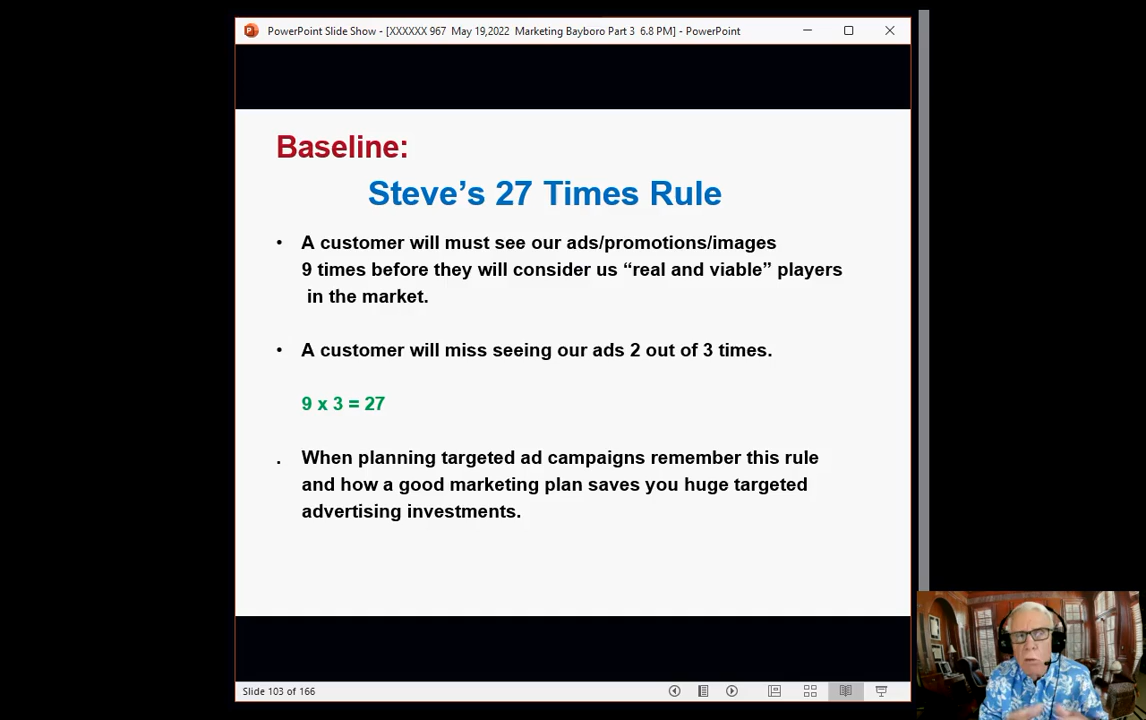 PowerPoint Slide Show - [XXXXXX 967 May 19,2022 Marketing Bayboro Part 3 6.8 PM] - PowerPoint
Baseline:
Steve's 27 Times Rule
• A customer will must see our ads/promotions/images
9 times before they will consider us “real and viable” players
in the market.
• A customer will miss seeing our ads 2 out of 3 times.
9 x 3 = 27
. When planning targeted ad campaigns remember this rule
and how a good marketing plan saves you huge targeted
advertising investments.
Slide 103 of 166